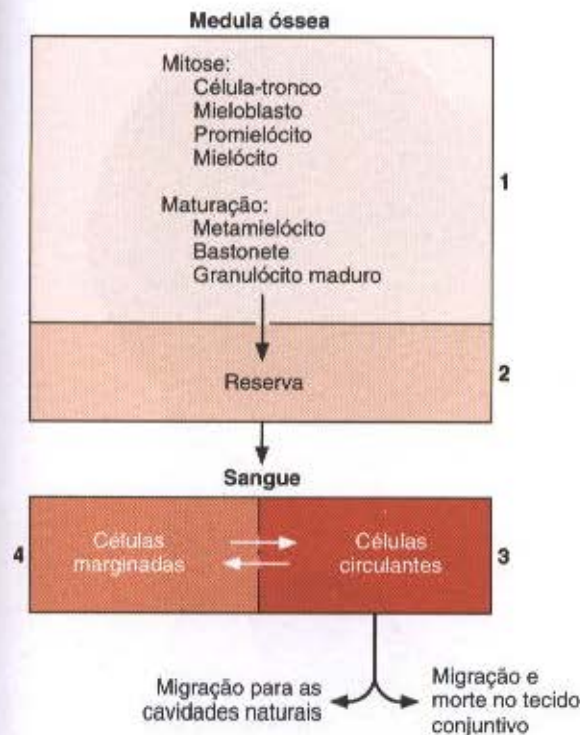 Medula óssea
Mitose:
Célula-tronco
Mieloblasto
Promielócito
Mielócito
1
Maturação:
Metamielócito
Bastonete
Granulócito maduro
Reserva
2
Sangue
4
Células
marginadas
Células
circulantes
3
Migração para as
cavidades naturais
Migração e
morte no tecido
conjuntivo